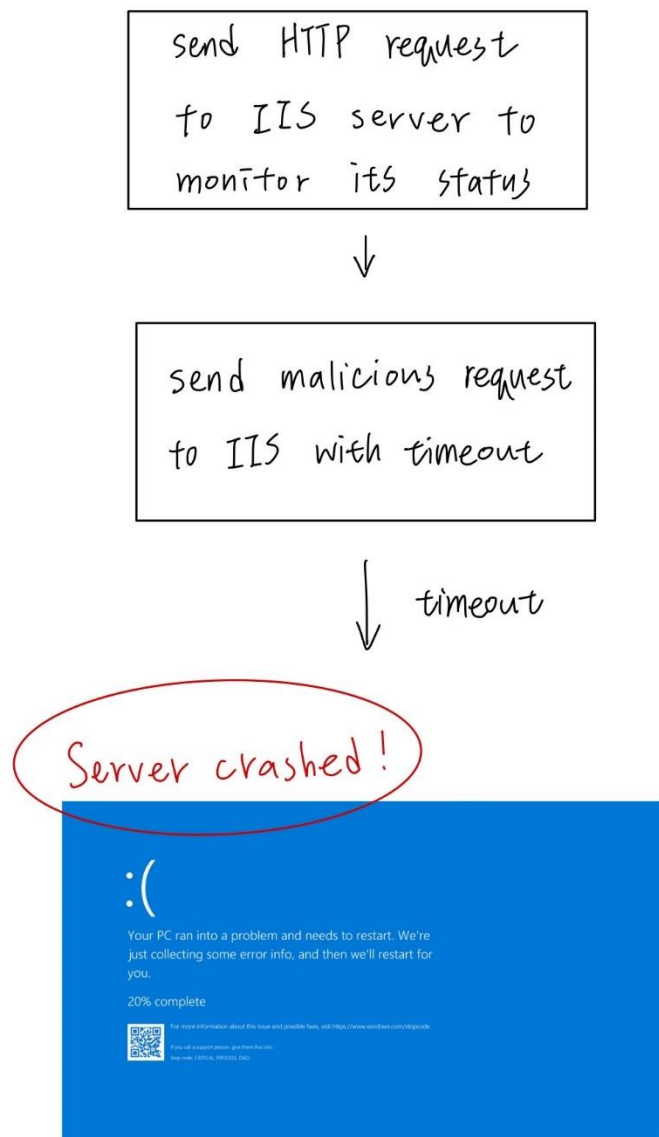 send HTTP request
to IIS server to
monitor its status
send malicious request
to IIS with timeout
timeout
Server crashed!
:(
Your PC ran into a problem and needs to restart. We're
just collecting some error info, and then we'll restart for
you.
20% complete
For more information about this issue and possible fixes, visit https://www.windows.com/stopcode
If you call a support person, give them this info:
Stop code: CRITICAL PROCESS DIED